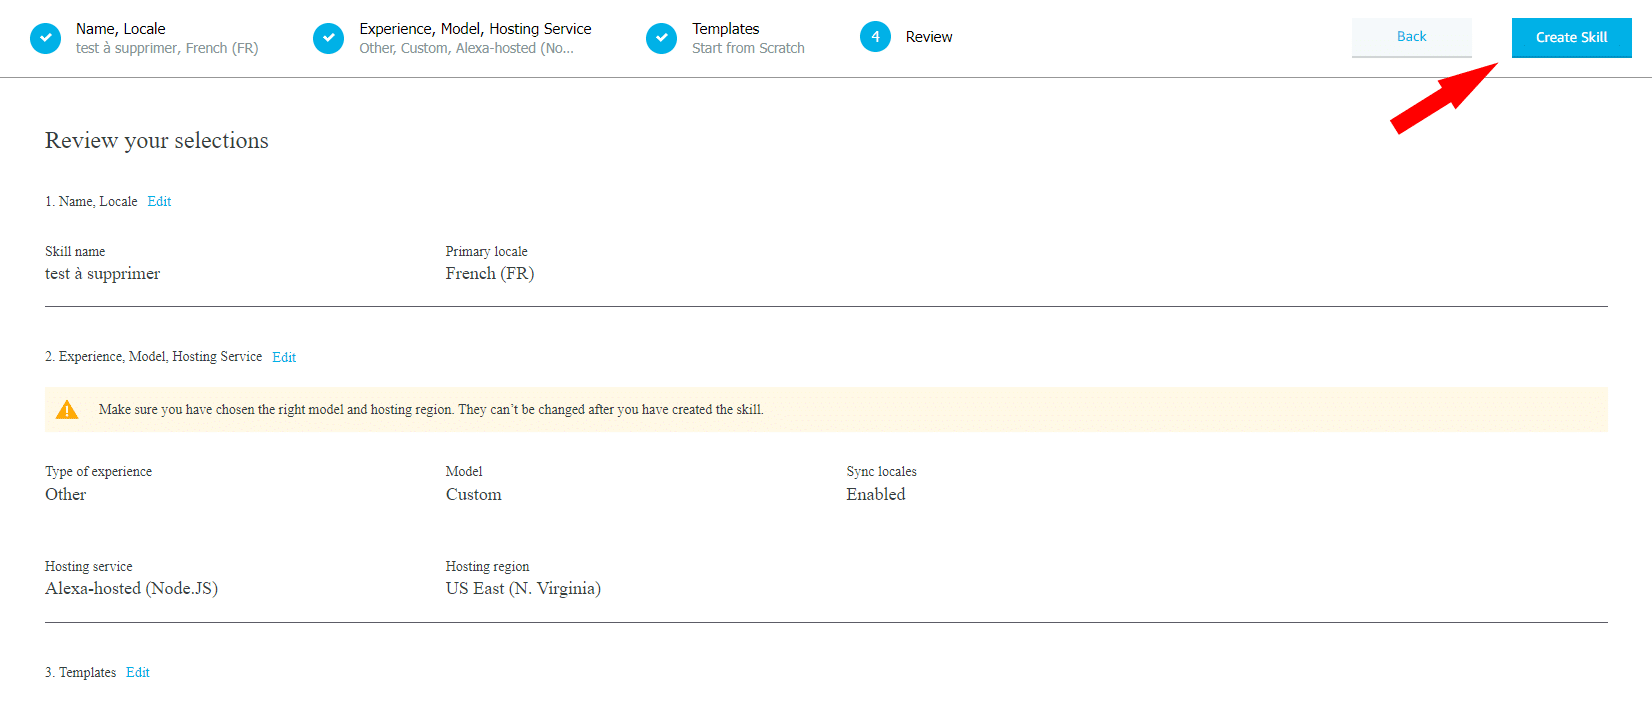 Name, Locale
test à supprimer, French (FR)
Experience, Model, Hosting Service
Other, Custom, Alexa-hosted (No...
Templates
Start from Scratch
4
Review
Back
Create Skill
Review your selections
1. Name, Locale Edit
Skill name
test à supprimer
Primary locale
French (FR)
2. Experience, Model, Hosting Service Edit
Make sure you have chosen the right model and hosting region. They can’t be changed after you have created the skill.
Type of experience
Other
Model
Custom
Sync locales
Enabled
Hosting service
Alexa-hosted (Node.JS)
Hosting region
US East (N. Virginia)
3. Templates Edit